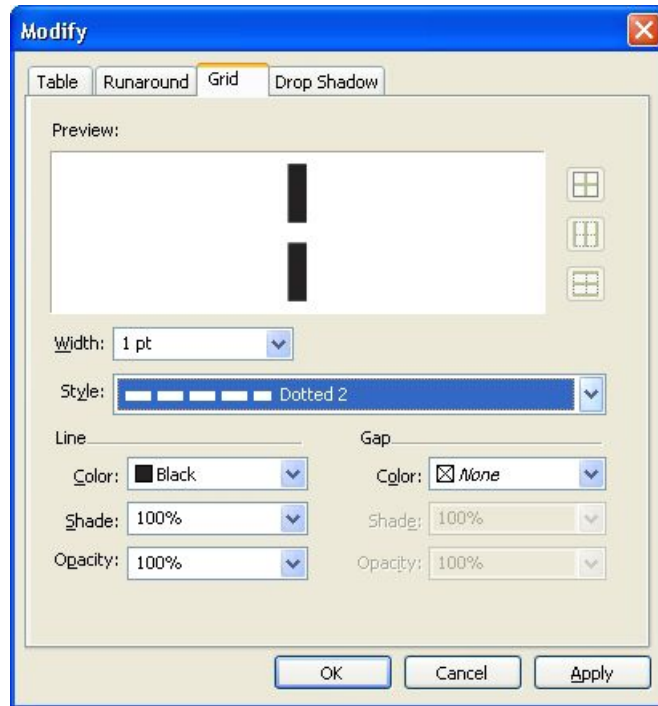 Modify
Table Runaround Grid Drop Shadow
Preview:
Width: 1 pt
Style: Dotted 2
Line Gap
Color: Black Color: None
Shade: 100% Shade: 100%
Opacity: 100% Opacity: 100%
OK Cancel Apply